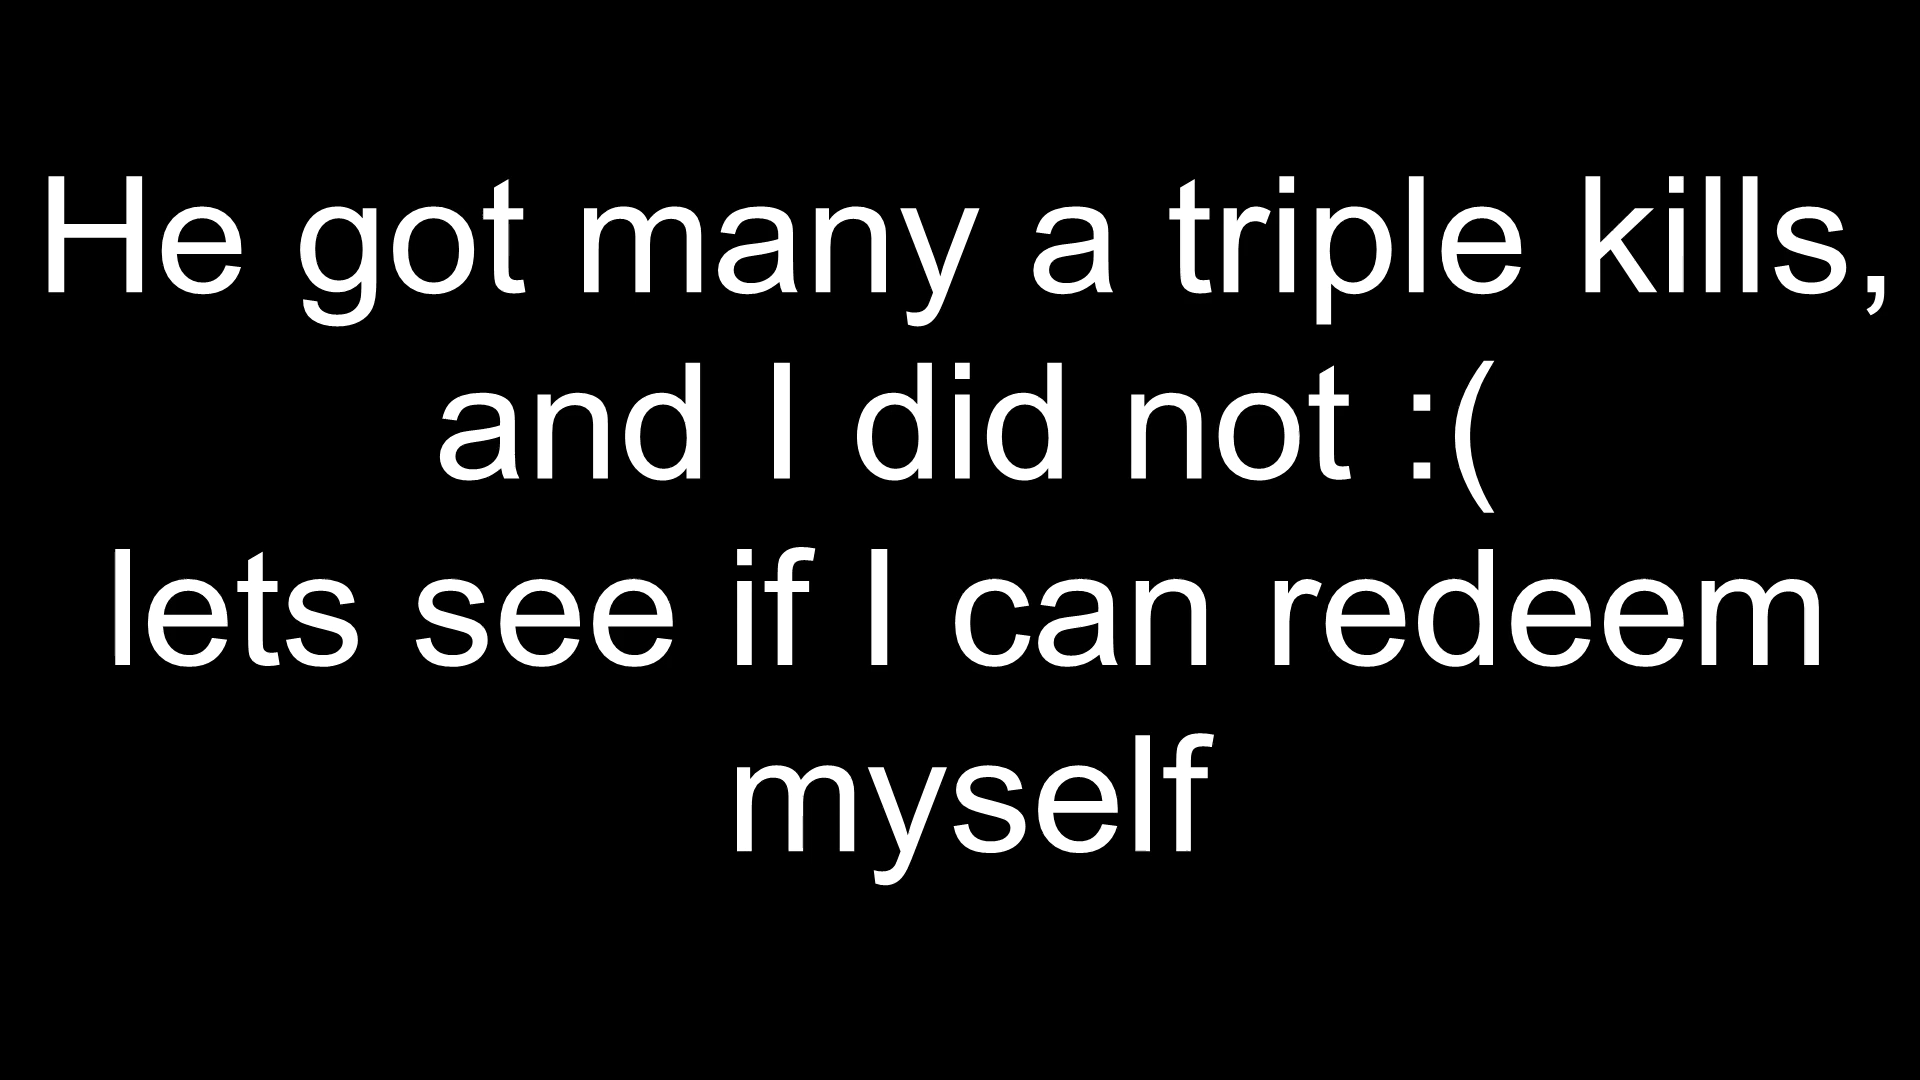 He got many a triple kills,
and I did not :(
lets see if I can redeem
myself